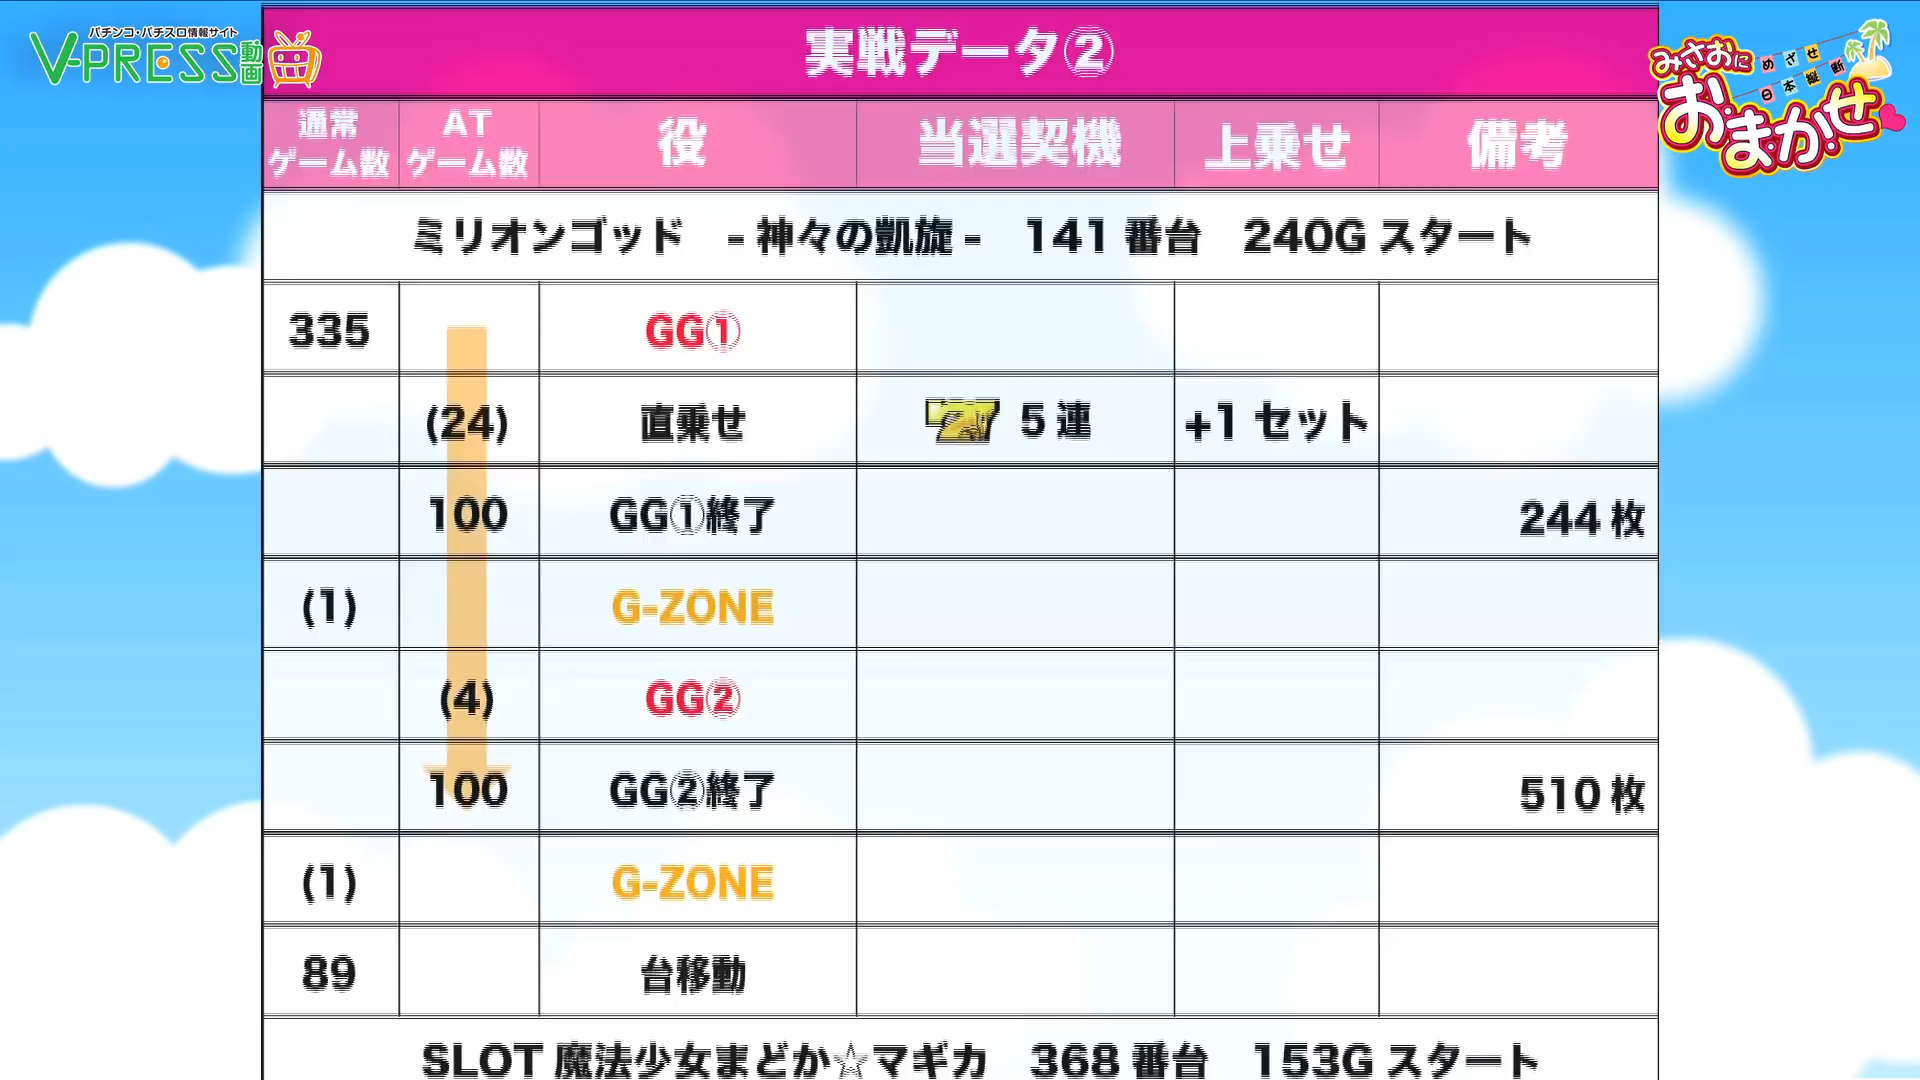 パチンコ・パチスロ情報サイト
V-PRESS動画
みさおに
めざせ
日本縦断
おまかせ
実戦データ②
通常ゲーム数 ATゲーム数 役 当選契機 上乗せ 備考
ミリオンゴッド -神々の凱旋- 141番台 240Gスタート
335 GG①
(24) 直乗せ 7 5連 +1セット
100 GG①終了 244枚
(1) G-ZONE
(4) GG②
100 GG②終了 510枚
(1) G-ZONE
89 台移動
SLOT魔法少女まどか☆マギカ 368番台 153Gスタート